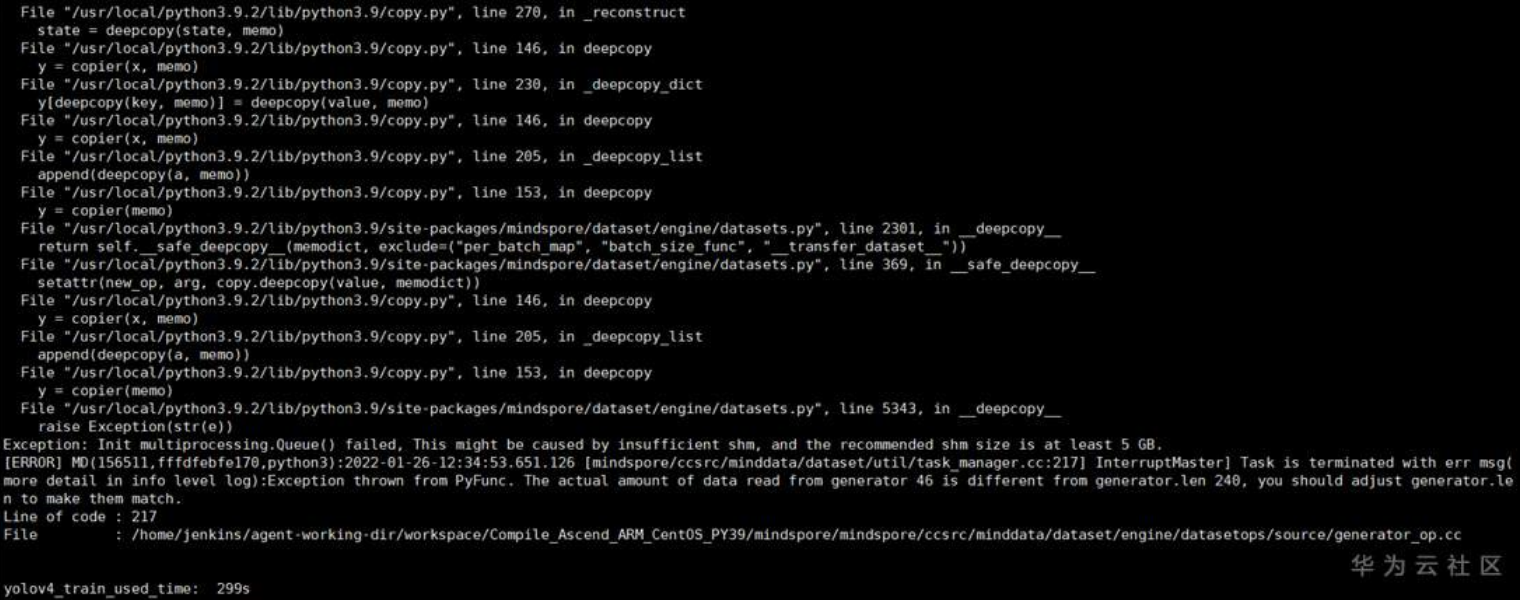 File "/usr/local/python3.9.2/lib/python3.9/copy.py", line 270, in _reconstruct
state = deepcopy(state, memo)
File "/usr/local/python3.9.2/lib/python3.9/copy.py", line 146, in deepcopy
y = copier(x, memo)
File "/usr/local/python3.9.2/lib/python3.9/copy.py", line 230, in _deepcopy_dict
y[deepcopy(key, memo)] = deepcopy(value, memo)
File "/usr/local/python3.9.2/lib/python3.9/copy.py", line 146, in deepcopy
y = copier(x, memo)
File "/usr/local/python3.9.2/lib/python3.9/copy.py", line 205, in _deepcopy_list
append(deepcopy(a, memo))
File "/usr/local/python3.9.2/lib/python3.9/copy.py", line 153, in deepcopy
y = copier(memo)
File "/usr/local/python3.9.2/lib/python3.9/site-packages/mindspore/dataset/engine/datasets.py", line 2301, in __deepcopy__
return self.__safe_deepcopy__(memodict, exclude=("per_batch_map", "batch_size_func", "__transfer_dataset__"))
File "/usr/local/python3.9.2/lib/python3.9/site-packages/mindspore/dataset/engine/datasets.py", line 369, in __safe_deepcopy__
setattr(new_op, arg, copy.deepcopy(value, memodict))
File "/usr/local/python3.9.2/lib/python3.9/copy.py", line 146, in deepcopy
y = copier(x, memo)
File "/usr/local/python3.9.2/lib/python3.9/copy.py", line 205, in _deepcopy_list
append(deepcopy(a, memo))
File "/usr/local/python3.9.2/lib/python3.9/copy.py", line 153, in deepcopy
y = copier(memo)
File "/usr/local/python3.9.2/lib/python3.9/site-packages/mindspore/dataset/engine/datasets.py", line 5343, in __deepcopy__
raise Exception(str(e))
Exception: Init multiprocessing.Queue() failed, This might be caused by insufficient shm, and the recommended shm size is at least 5 GB.
[ERROR] MD(156511,fffdfebfe170,python3):2022-01-26-12:34:53.651.126 [mindspore/ccsrc/minddata/dataset/util/task_manager.cc:217] InterruptMaster] Task is terminated with err msg(
more detail in info level log):Exception thrown from PyFunc. The actual amount of data read from generator 46 is different from generator.len 240, you should adjust generator.le
n to make them match.
Line of code : 217
File : /home/jenkins/agent-working-dir/workspace/Compile_Ascend_ARM_CentOS_PY39/mindspore/mindspore/ccsrc/minddata/dataset/engine/datasetops/source/generator_op.cc
华为云社区
yolov4_train_used_time: 299s